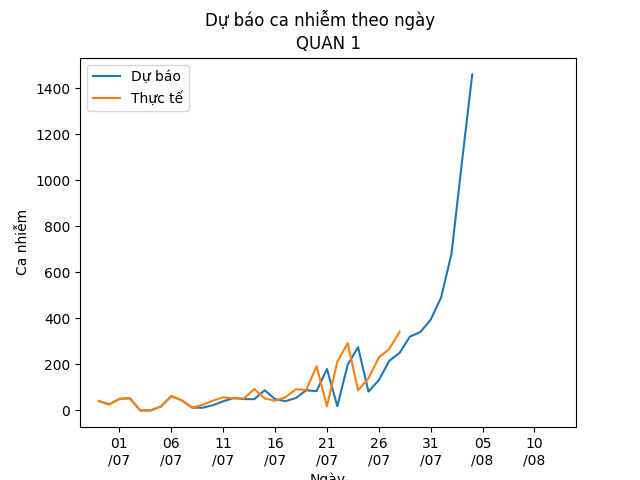 Dự báo ca nhiễm theo ngày
QUAN 1
Dự báo
Thực tế
Ca nhiễm
1400
1200
1000
800
600
400
200
0
01 06 11 16 21 26 31 05 10
/07 /07 /07 /07 /07 /07 /07 /08 /08
Ngày